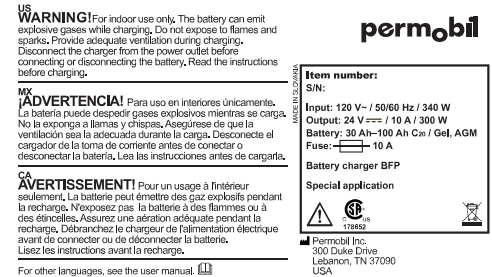 US
WARNING! For indoor use only. The battery can emit
explosive gases while charging. Do not expose to flames and
sparks. Provide adequate ventilation during charging.
Disconnect the charger from the power outlet before
connecting or disconnecting the battery. Read the instructions
before charging.
MX
¡ADVERTENCIA! Para uso en interiores únicamente.
La batería puede despedir gases explosivos mientras se carga.
No la exponga a llamas y chispas. Asegúrese de que la
ventilación sea la adecuada durante la carga. Desconecte el
cargador de la toma de corriente antes de conectar o
desconectar la batería. Lea las instrucciones antes de cargarla.
CA
AVERTISSEMENT! Pour un usage à l'intérieur
seulement. La batterie peut émettre des gaz explosifs pendant
la recharge. N'exposez pas la batterie à des flammes ou à
des étincelles. Assurez une aération adéquate pendant la
recharge. Débranchez le chargeur de l'alimentation électrique
avant de connecter ou de déconnecter la batterie.
Lisez les instructions avant la recharge.
For other languages, see the user manual.
permobil
MADE IN SLOVAKIA
Item number:
S/N:
Input: 120 V~ / 50/60 Hz / 340 W
Output: 24 V⎓ / 10 A / 300 W
Battery: 30 Ah–100 Ah C20 / Gel, AGM
Fuse: 10 A
Battery charger BFP
Special application
C US
178652
Permobil Inc.
300 Duke Drive
Lebanon, TN 37090
USA